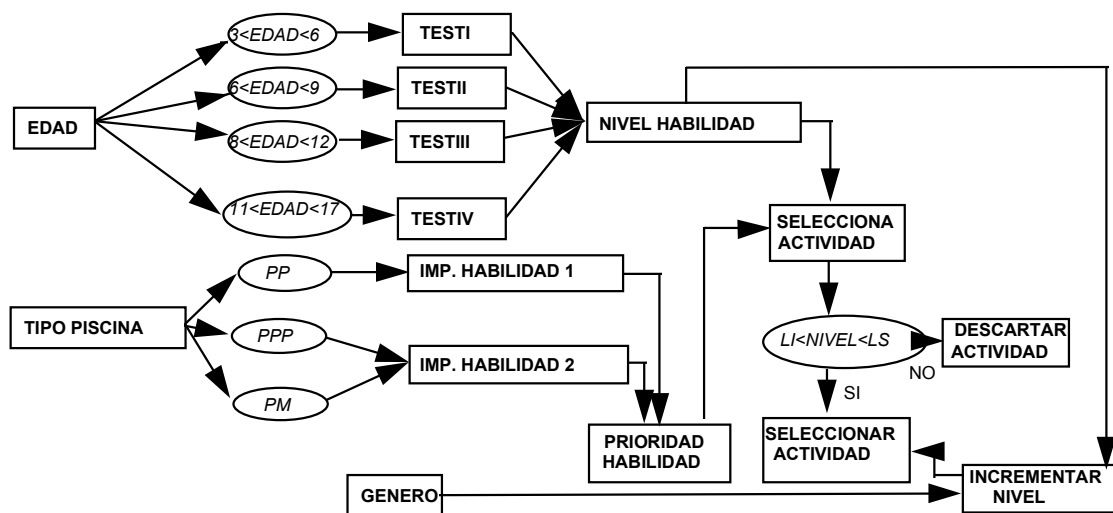 3<EDAD<6
TESTI
6<EDAD<9
TESTII
EDAD
8<EDAD<12
TESTIII
NIVEL HABILIDAD
11<EDAD<17
TESTIV
SELECCIONA
ACTIVIDAD
PP
IMP. HABILIDAD 1
TIPO PISCINA
PPP
IMP. HABILIDAD 2
PM
LI<NIVEL<LS
DESCARTAR
ACTIVIDAD
NO
SI
PRIORIDAD
HABILIDAD
SELECCIONAR
ACTIVIDAD
GENERO
INCREMENTAR
NIVEL